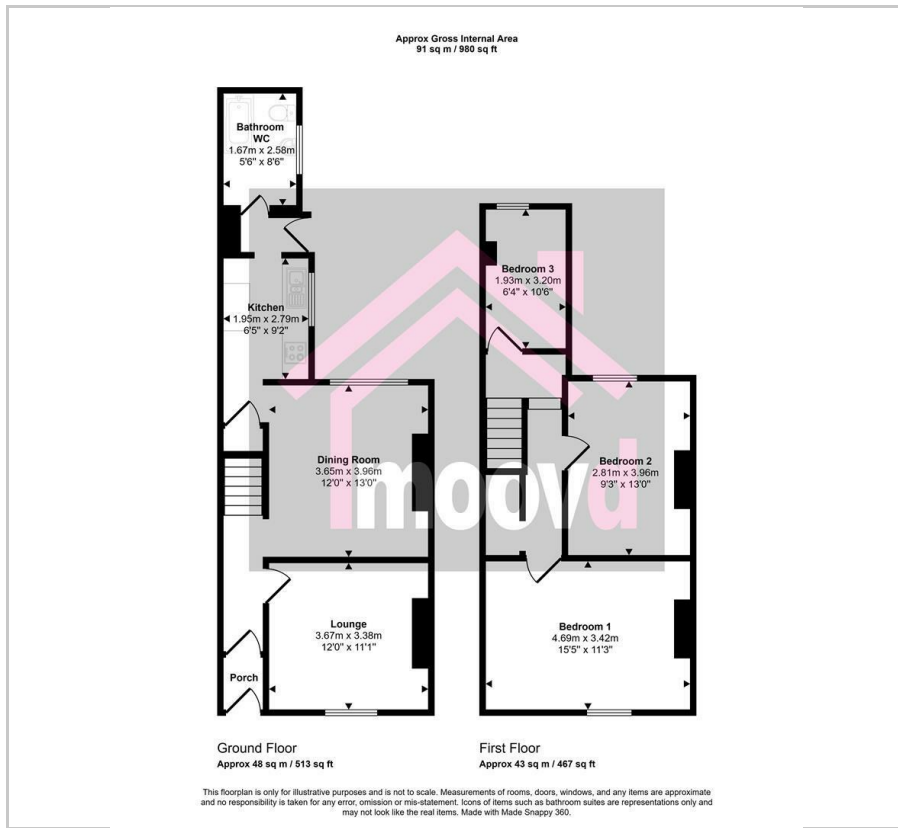 Approx Gross Internal Area
91 sq m / 980 sq ft
Bathroom
WC
1.67m x 2.58m
5'6" x 8'6"
Kitchen
1.95m x 2.79m
6'5" x 9'2"
Dining Room
3.65m x 3.96m
12'0" x 13'0"
Lounge
3.67m x 3.38m
12'0" x 11'1"
Porch
Ground Floor
Approx 48 sq m / 513 sq ft
Bedroom 3
1.93m x 3.20m
6'4" x 10'6"
Bedroom 2
2.81m x 3.96m
9'3" x 13'0"
Bedroom 1
4.69m x 3.42m
15'5" x 11'3"
First Floor
Approx 43 sq m / 467 sq ft
moovd
This floorplan is only for illustrative purposes and is not to scale. Measurements of rooms, doors, windows, and any items are approximate
and no responsibility is taken for any error, omission or mis-statement. Icons of items such as bathroom suites are representations only and
may not look like the real items. Made with Made Snappy 360.